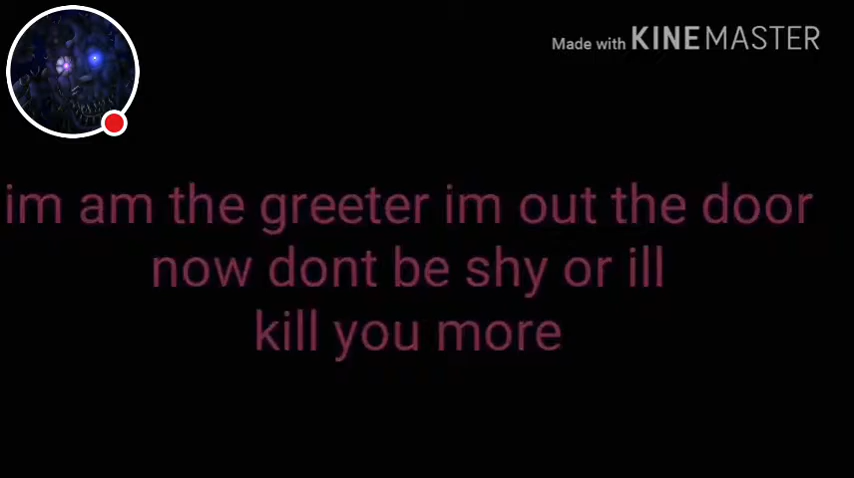 Made with KINEMASTER
im am the greeter im out the door
now dont be shy or ill
kill you more